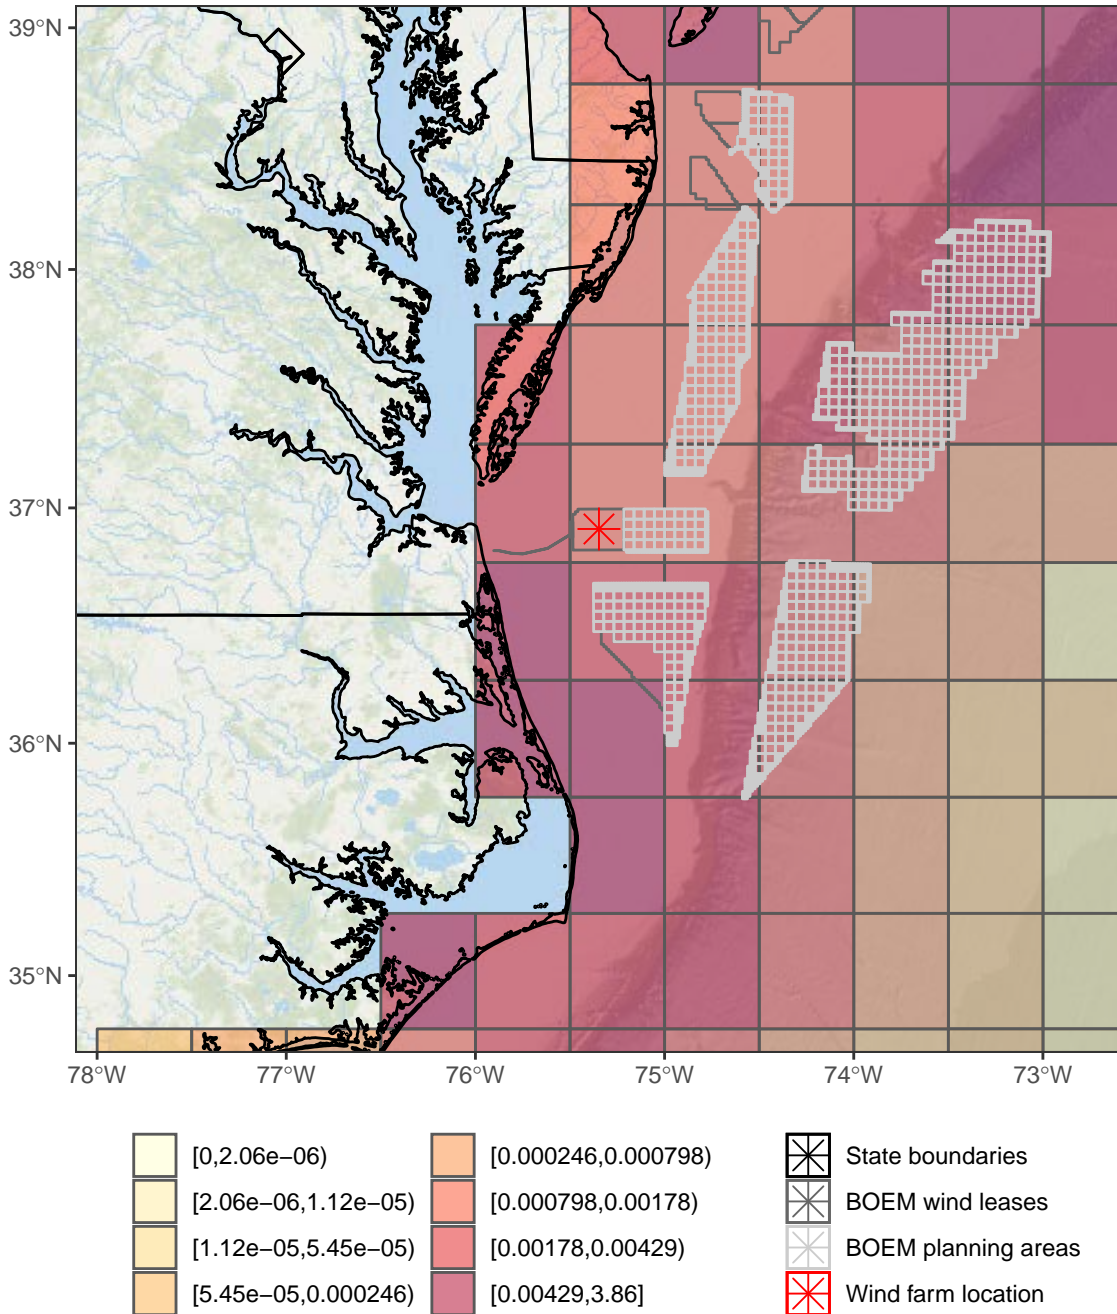 39°N
38°N
37°N
36°N
35°N
78°W 77°W 76°W 75°W 74°W 73°W
[0,2.06e−06)
[2.06e−06,1.12e−05)
[1.12e−05,5.45e−05)
[5.45e−05,0.000246)
[0.000246,0.000798)
[0.000798,0.00178)
[0.00178,0.00429)
[0.00429,3.86]
State boundaries
BOEM wind leases
BOEM planning areas
Wind farm location